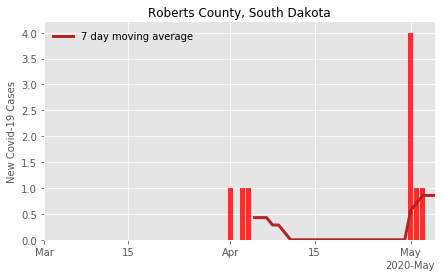 Roberts County, South Dakota
7 day moving average
New Covid-19 Cases
4.0
3.5
3.0
2.5
2.0
1.5
1.0
0.5
0.0
Mar 15 Apr 15 May
2020-May